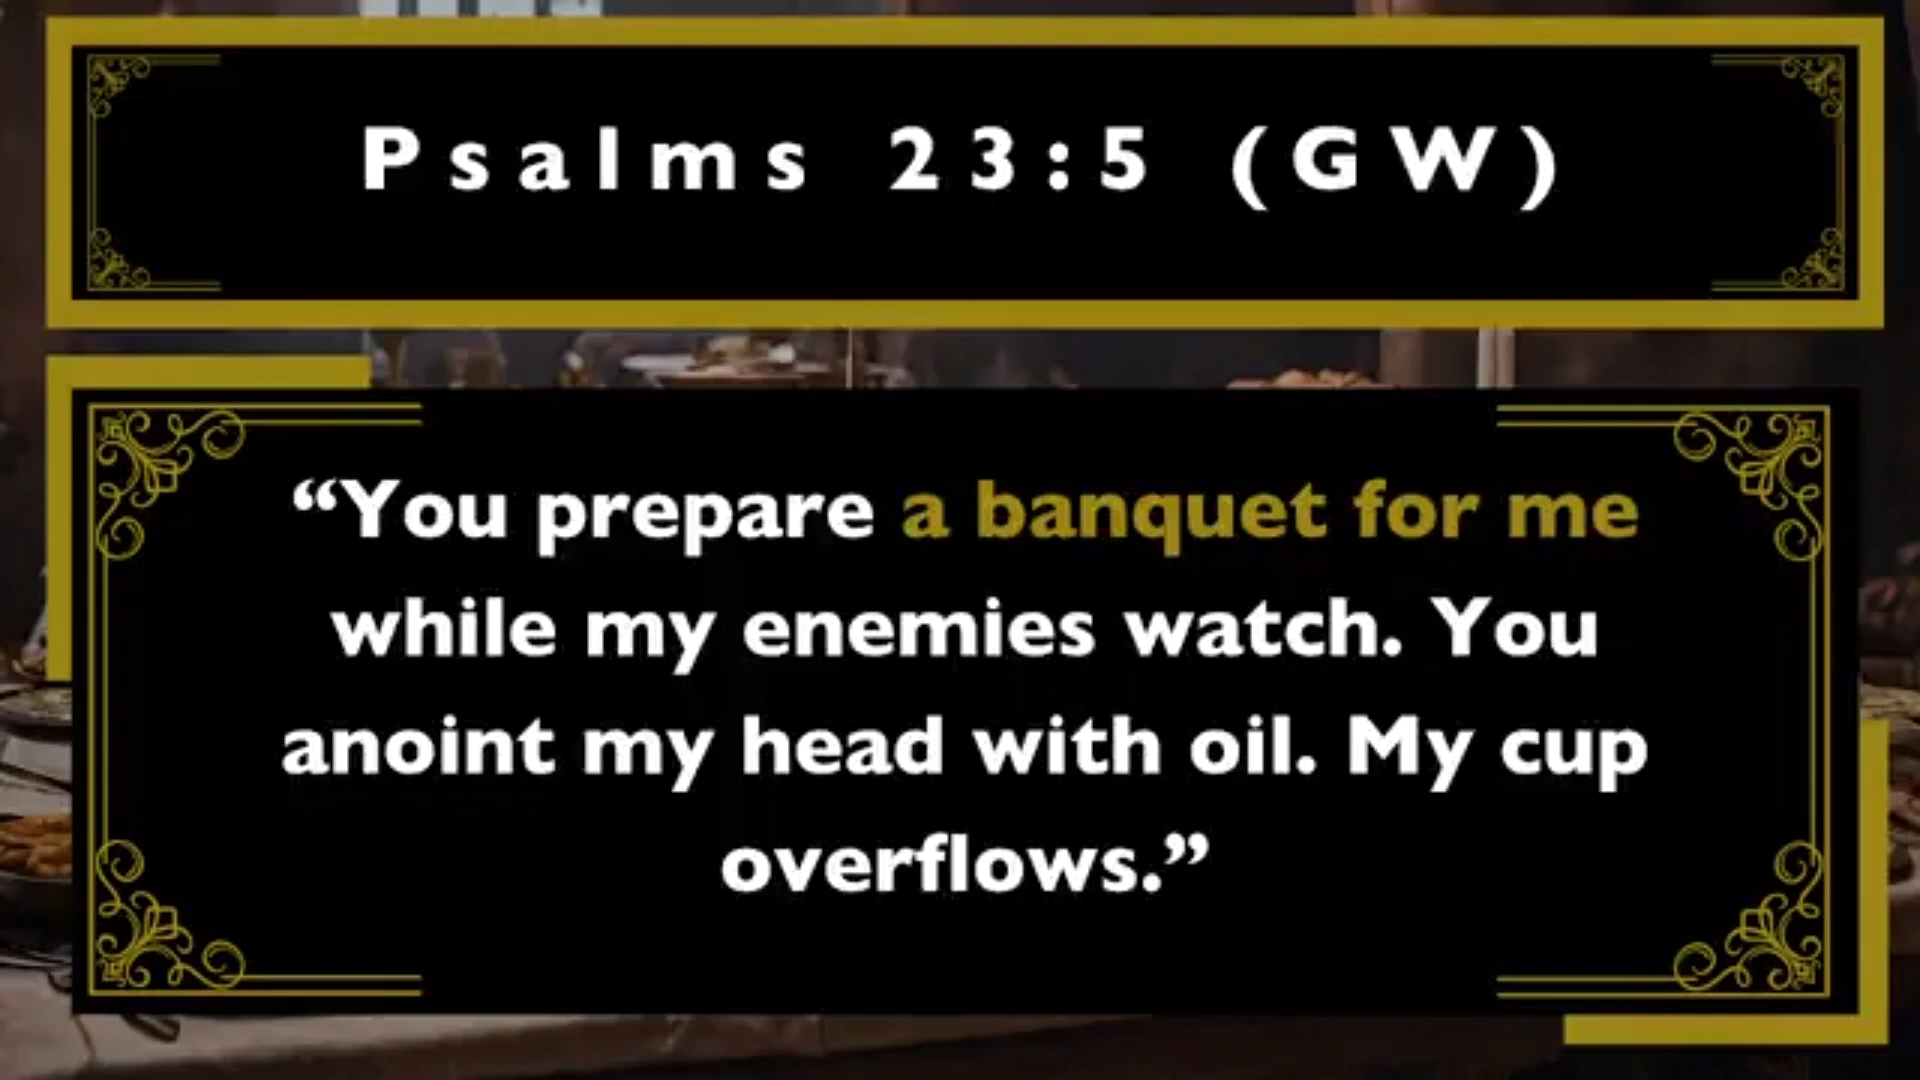 Psalms 23:5 (GW)
“You prepare a banquet for me
while my enemies watch. You
anoint my head with oil. My cup
overflows.”